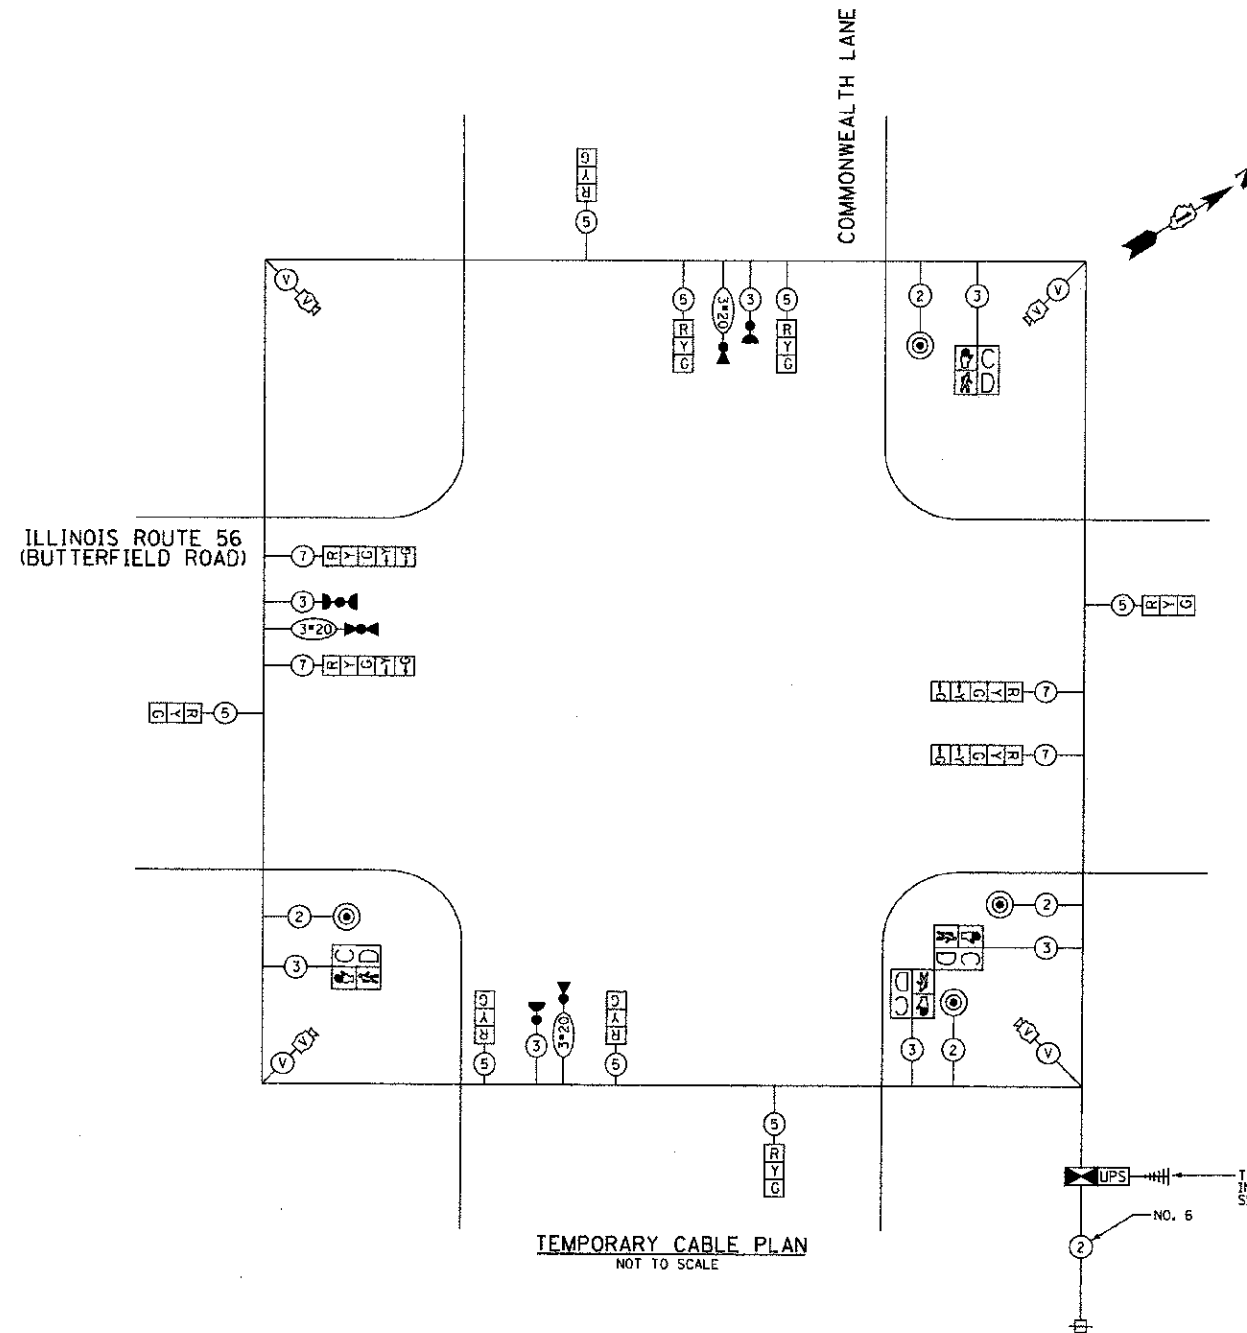 COMMONWEALTH LANE
R Y G
5
V
V
5
3#20
3
5
2
3
V
V
R Y G
R Y G
C
D
ILLINOIS ROUTE 56
(BUTTERFIELD ROAD)
7 R Y G Y G
3
3#20
7 R Y G Y G
5 R Y G
G Y R 5
G Y G Y R 7
G Y G Y R 7
2
2
3
C D
3
D C
D
C
V
V
G
Y
R
5
3
3#20
G
Y
R
5
3
2
V
V
5
R
Y
G
UPS
NO. 6
2
TEMPORARY CABLE PLAN
NOT TO SCALE